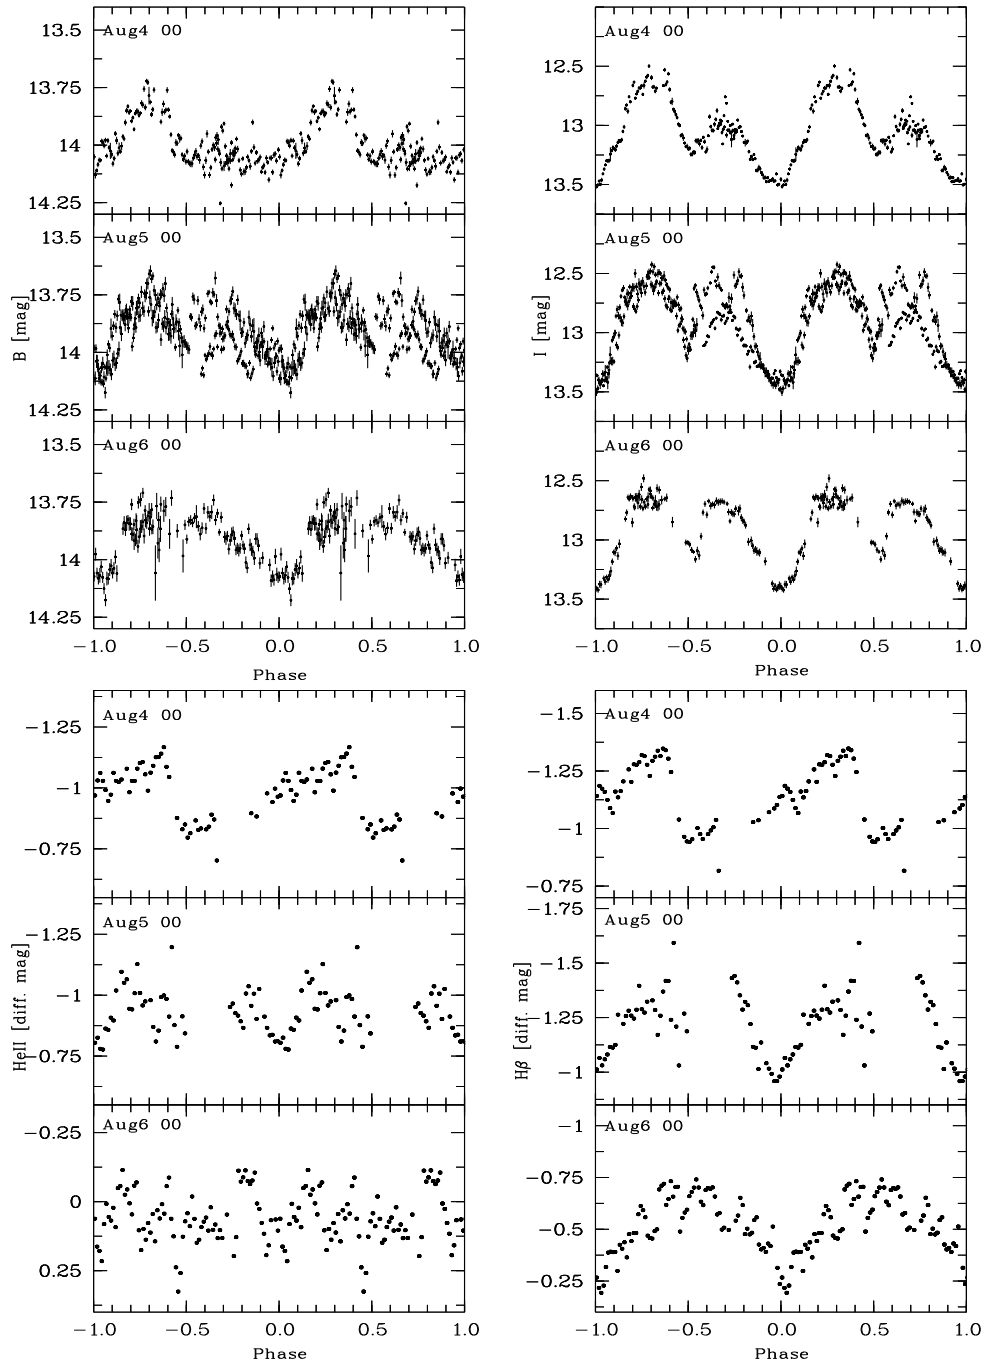 Aug4 00
13.5
13.75
14
14.25
Aug5 00
13.5
13.75
14
14.25
B [mag]
Aug6 00
13.5
13.75
14
14.25
−1.0 −0.5 0.0 0.5 1.0
Phase
Aug4 00
12.5
13
13.5
Aug5 00
12.5
13
13.5
I [mag]
Aug6 00
12.5
13
13.5
−1.0 −0.5 0.0 0.5 1.0
Phase
Aug4 00
−1.25
−1
−0.75
Aug5 00
−1.25
−1
−0.75
HeII [diff. mag]
Aug6 00
−0.25
0
0.25
−1.0 −0.5 0.0 0.5 1.0
Phase
Aug4 00
−1.5
−1.25
−1
−0.75
Aug5 00
−1.75
−1.5
−1.25
−1
Hβ [diff. mag]
Aug6 00
−1
−0.75
−0.5
−0.25
−1.0 −0.5 0.0 0.5 1.0
Phase